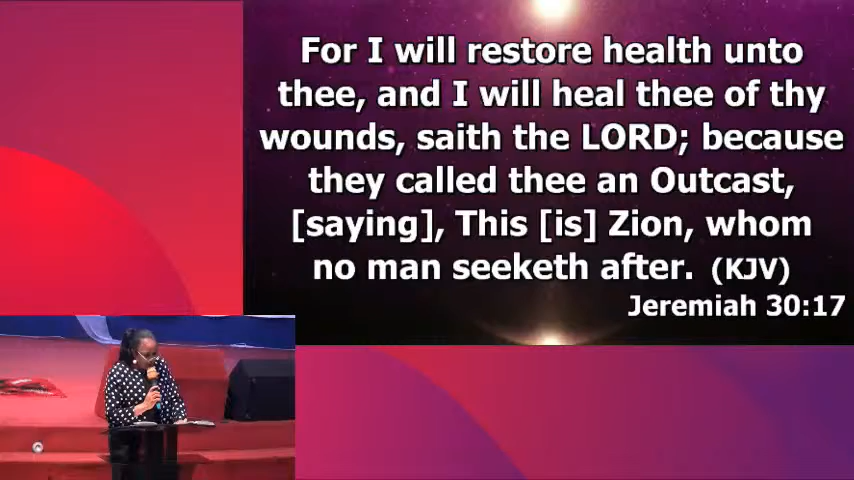 For I will restore health unto
thee, and I will heal thee of thy
wounds, saith the LORD; because
they called thee an Outcast,
[saying], This [is] Zion, whom
no man seeketh after. (KJV)
Jeremiah 30:17